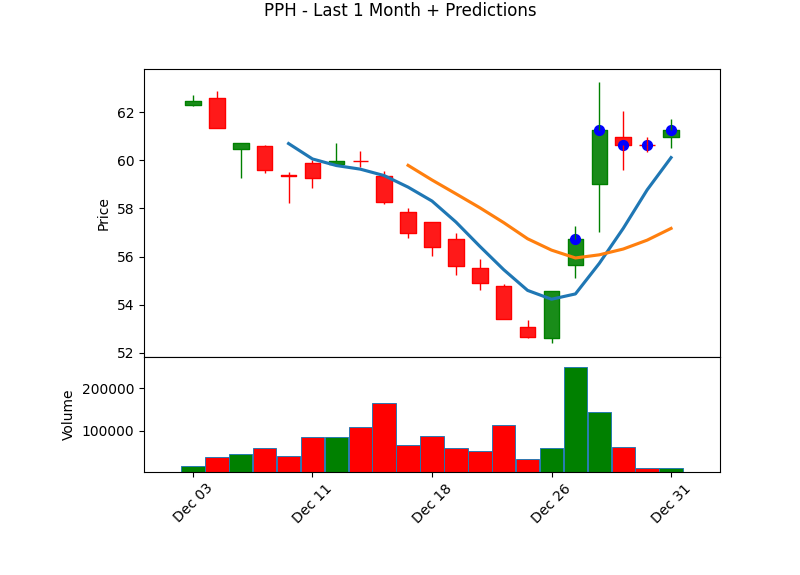 PPH - Last 1 Month + Predictions
62
60
58
56
54
52
Price
200000
100000
Volume
Dec 03
Dec 11
Dec 18
Dec 26
Dec 31